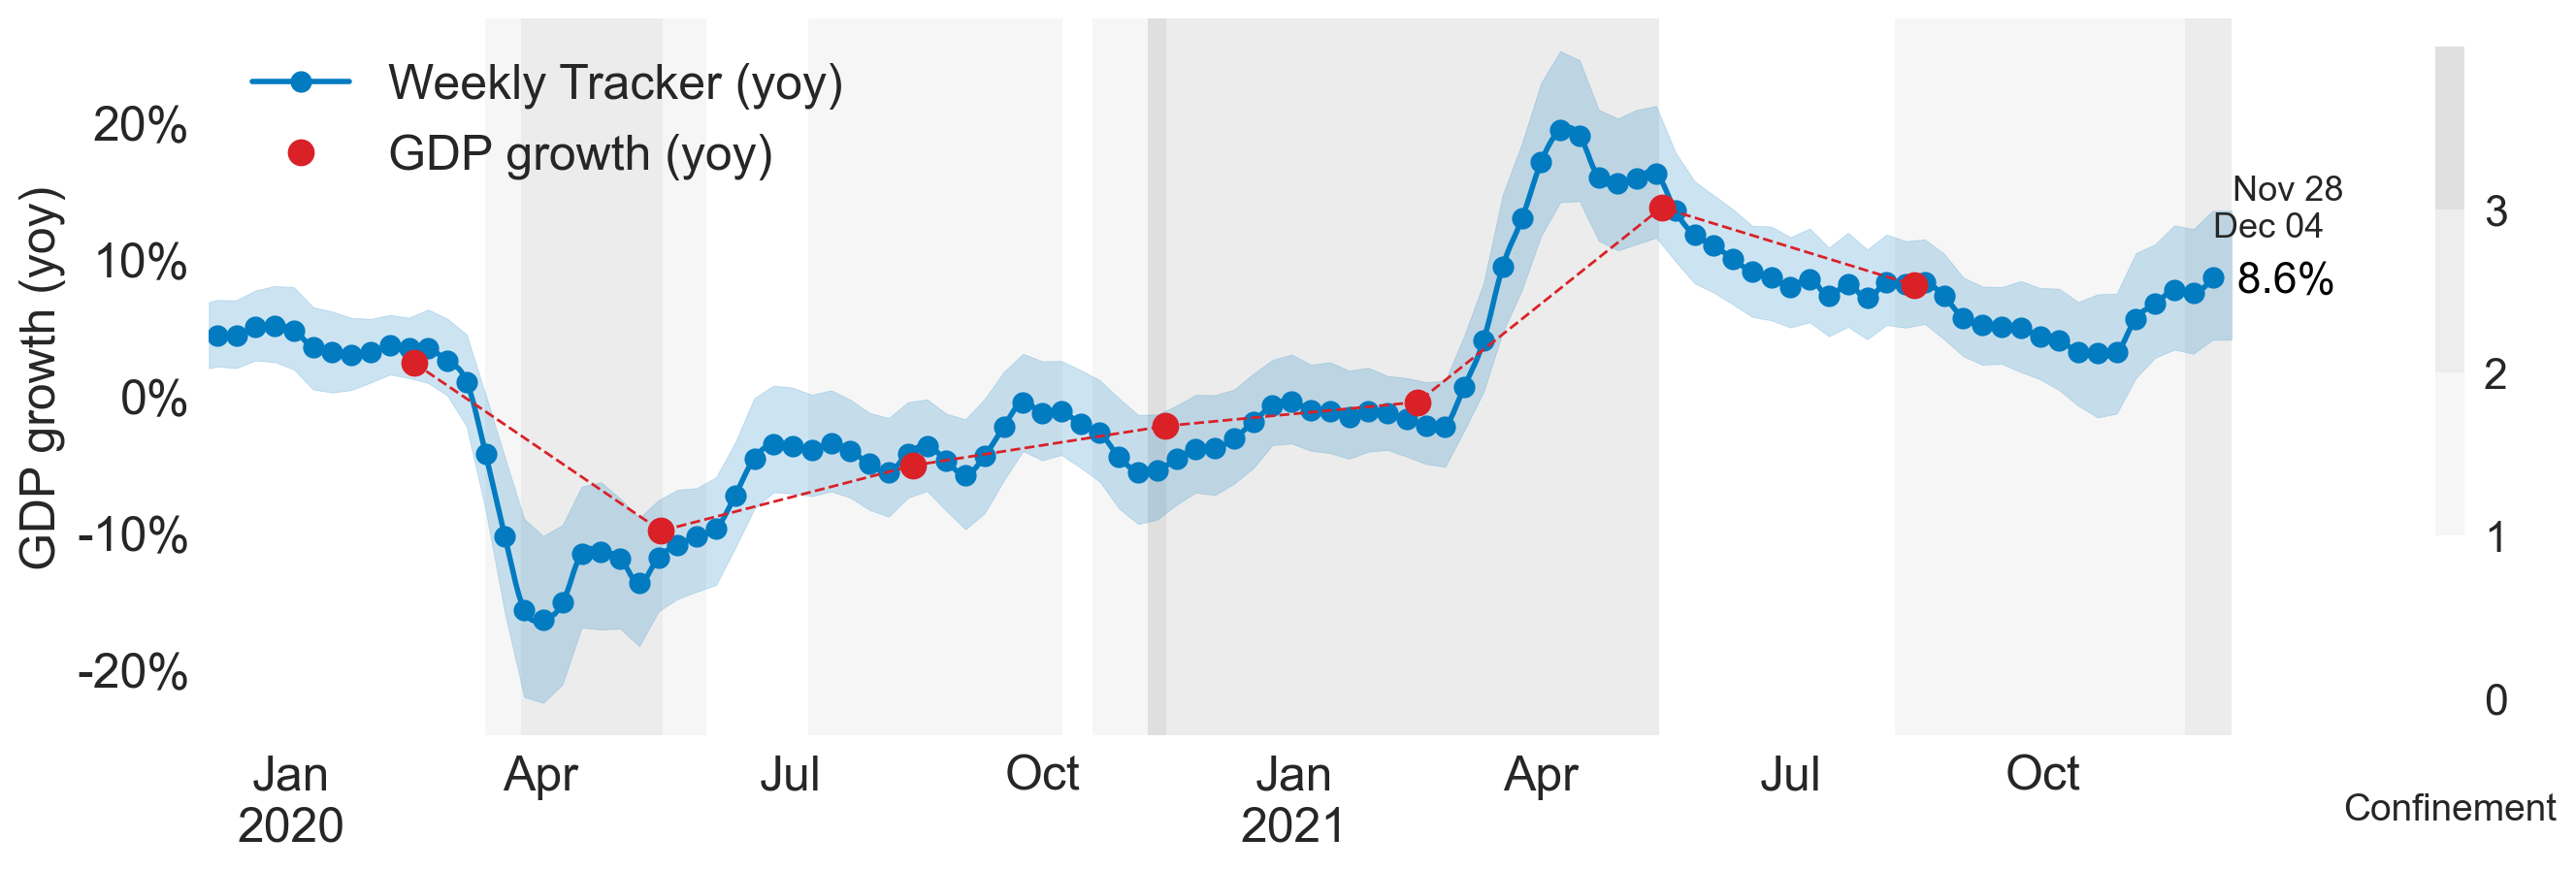 Weekly Tracker (yoy)
GDP growth (yoy)
GDP growth (yoy)
20%
10%
0%
-10%
-20%
Nov 28
Dec 04
8.6%
3
2
1
0
Jan
2020
Apr
Jul
Oct
Jan
2021
Apr
Jul
Oct
Confinement